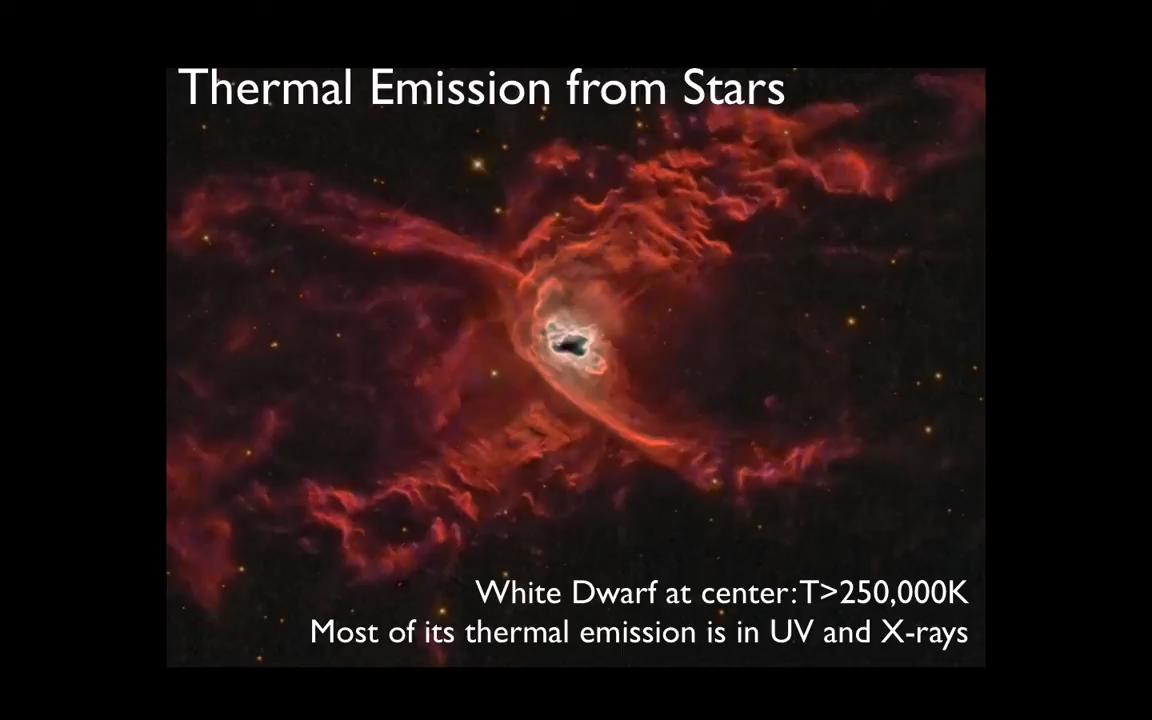 Thermal Emission from Stars
White Dwarf at center: T>250,000K
Most of its thermal emission is in UV and X-rays